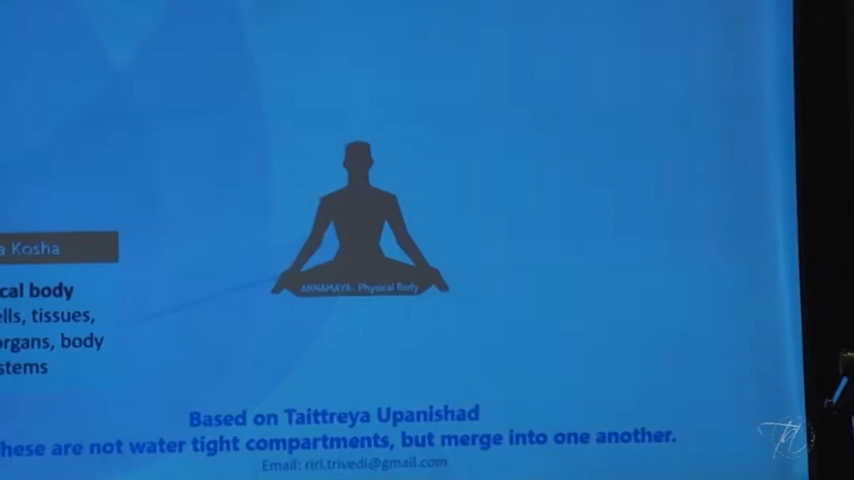 a Kosha
cal body
ells, tissues,
organs, body
stems
ANNAMAYA. Physical Body
Based on Taittreya Upanishad
hese are not water tight compartments, but merge into one another.
Email: riri.trivedi@gmail.com